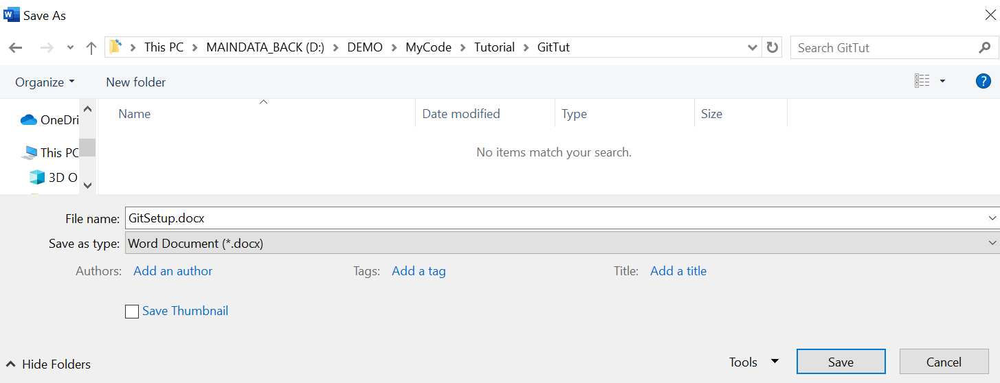 Save As
This PC > MAINDATA_BACK (D:) > DEMO > MyCode > Tutorial > GitTut
Search GitTut
Organize
New folder
?
OneDri
This PC
3D O
Name
Date modified
Type
Size
No items match your search.
File name: GitSetup.docx
Save as type: Word Document (*.docx)
Authors: Add an author
Tags: Add a tag
Title: Add a title
Save Thumbnail
Hide Folders
Tools
Save
Cancel